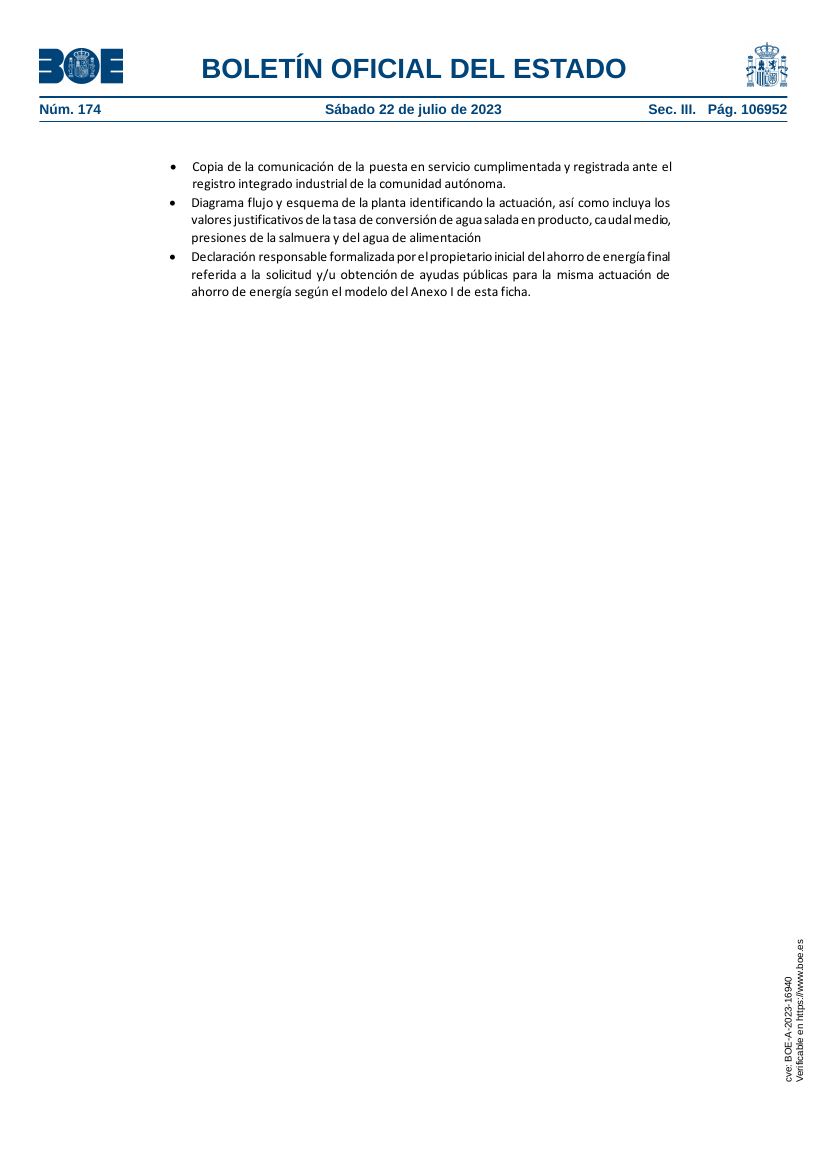 BOE
BOLETÍN OFICIAL DEL ESTADO
Núm. 174 Sábado 22 de julio de 2023 Sec. III. Pág. 106952
• Copia de la comunicación de la puesta en servicio cumplimentada y registrada ante el
registro integrado industrial de la comunidad autónoma.
• Diagrama flujo y esquema de la planta identificando la actuación, así como incluya los
valores justificativos de la tasa de conversión de agua salada en producto, caudal medio,
presiones de la salmuera y del agua de alimentación
• Declaración responsable formalizada por el propietario inicial del ahorro de energía final
referida a la solicitud y/u obtención de ayudas públicas para la misma actuación de
ahorro de energía según el modelo del Anexo I de esta ficha.
cve: BOE-A-2023-16940
Verificable en https://www.boe.es